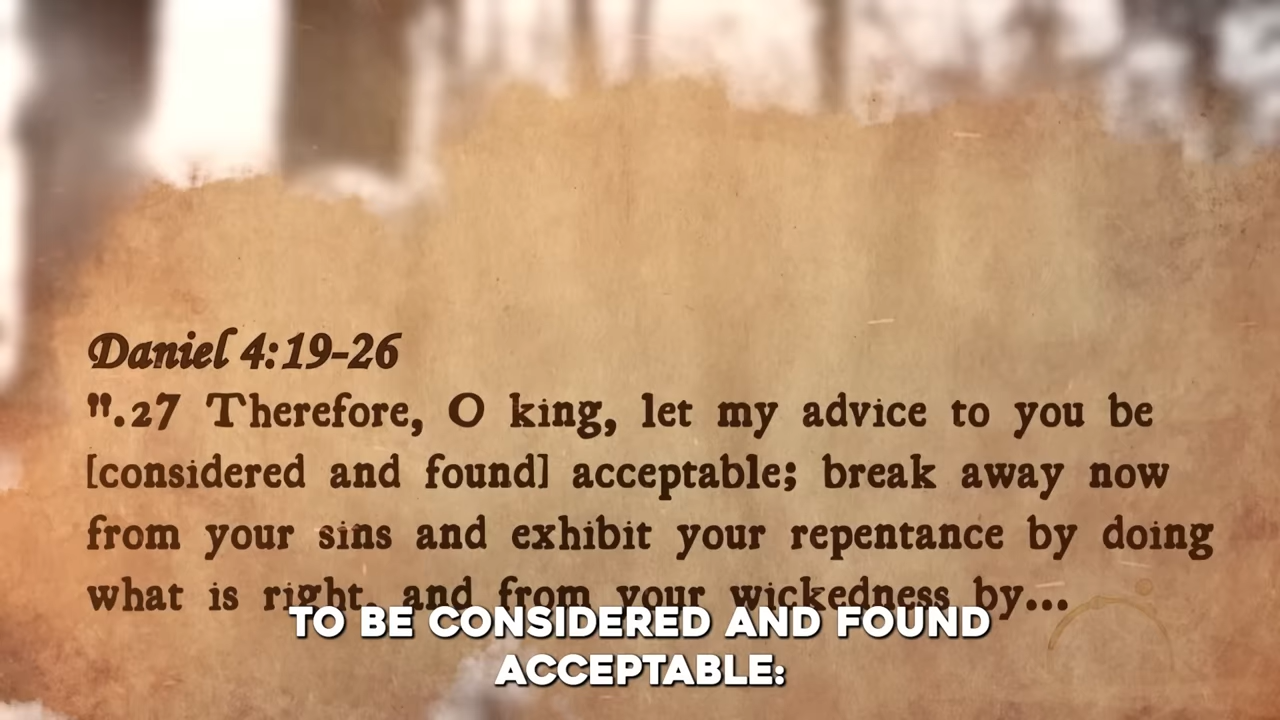 Daniel 4:19-26
".27 Therefore, O king, let my advice to you be
[considered and found] acceptable; break away now
from your sins and exhibit your repentance by doing
what is right, and from your wickedness by...
TO BE CONSIDERED AND FOUND
ACCEPTABLE: